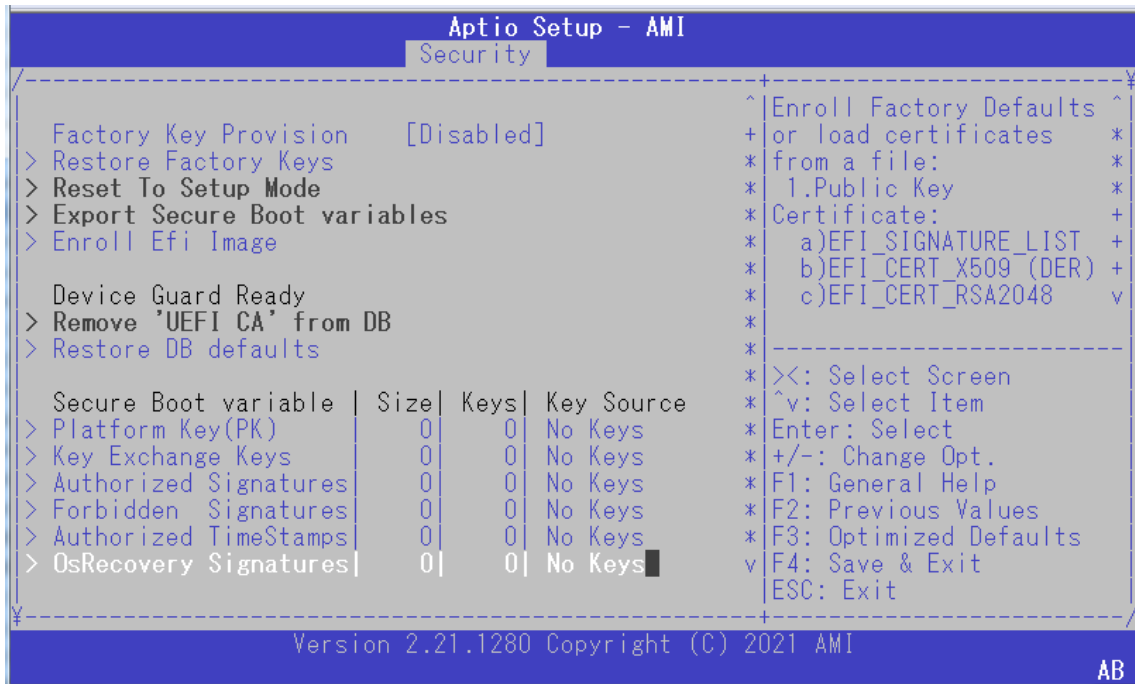 Aptio Setup - AMI
Security
Factory Key Provision [Disabled]
> Restore Factory Keys
> Reset To Setup Mode
> Export Secure Boot variables
> Enroll Efi Image
Device Guard Ready
> Remove 'UEFI CA' from DB
> Restore DB defaults
Secure Boot variable | Size| Keys| Key Source
> Platform Key(PK) | 0| 0| No Keys
> Key Exchange Keys | 0| 0| No Keys
> Authorized Signatures| 0| 0| No Keys
> Forbidden Signatures| 0| 0| No Keys
> Authorized TimeStamps| 0| 0| No Keys
> OsRecovery Signatures| 0| 0| No Keys
Enroll Factory Defaults
or load certificates
from a file:
1.Public Key
Certificate:
a)EFI_SIGNATURE_LIST
b)EFI_CERT_X509 (DER)
c)EFI_CERT_RSA2048
><: Select Screen
^v: Select Item
Enter: Select
+/-: Change Opt.
F1: General Help
F2: Previous Values
F3: Optimized Defaults
F4: Save & Exit
ESC: Exit
Version 2.21.1280 Copyright (C) 2021 AMI
AB